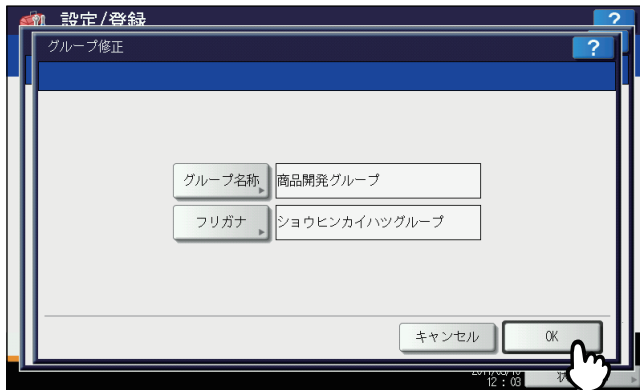 設定/登録
?
グループ修正
?
グループ名称
商品開発グループ
フリガナ
ショウヒンカイハツグループ
キャンセル
OK
12:03